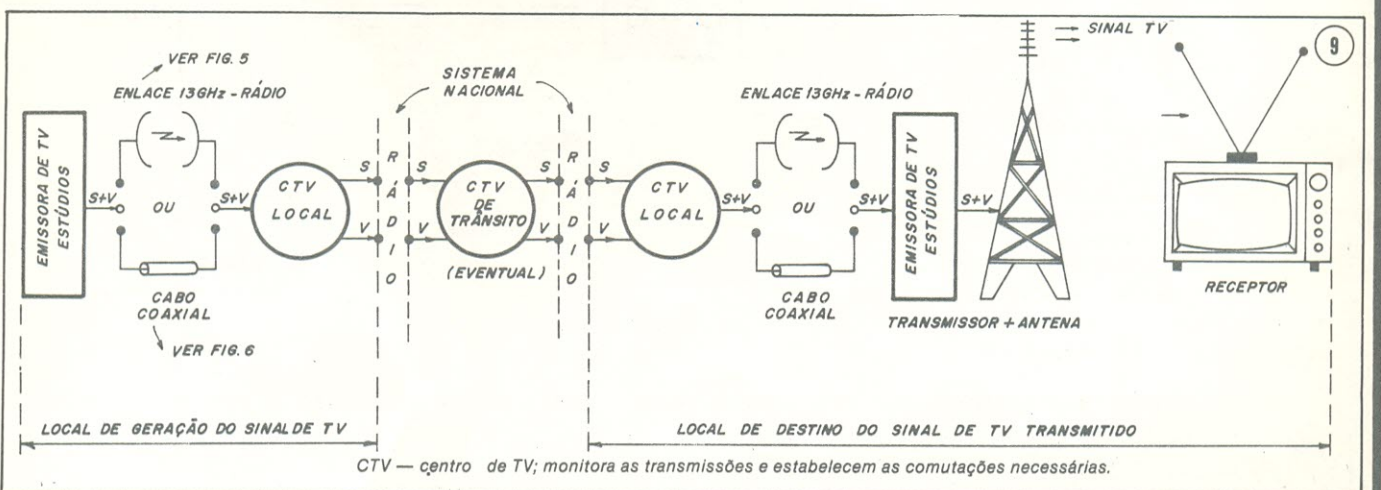 9
VER FIG. 5
ENLACE 13GHz - RÁDIO
EMISSORA DE TV
ESTÚDIOS
S+V
OU
S+V
CABO
COAXIAL
VER FIG. 6
CTV
LOCAL
S
V
SISTEMA
NACIONAL
RÁDIO
S
V
CTV
DE
TRÂNSITO
(EVENTUAL)
S
V
RÁDIO
S
V
CTV
LOCAL
S+V
ENLACE 13GHz - RÁDIO
OU
CABO
COAXIAL
S+V
EMISSORA DE TV
ESTÚDIOS
S+V
SINAL TV
TRANSMISSOR + ANTENA
RECEPTOR
LOCAL DE GERAÇÃO DO SINAL DE TV
LOCAL DE DESTINO DO SINAL DE TV TRANSMITIDO
CTV — centro de TV; monitora as transmissões e estabelecem as comutações necessárias.